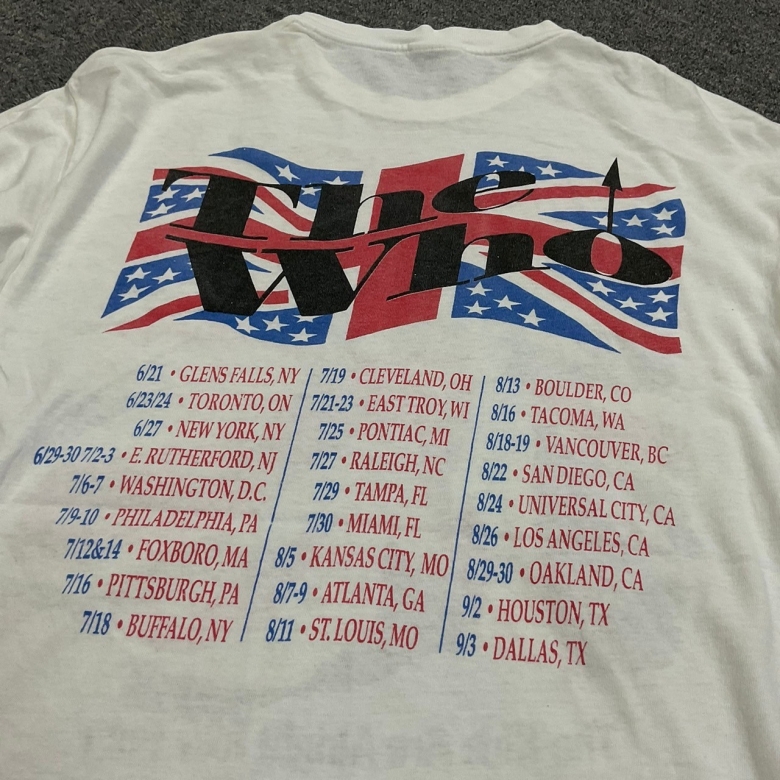 The
Who
6/21 • GLENS FALLS, NY
6/23/24 • TORONTO, ON
6/27 • NEW YORK, NY
6/29-30 7/2-3 • E. RUTHERFORD, NJ
7/6-7 • WASHINGTON, D.C.
7/9-10 • PHILADELPHIA, PA
7/12&14 • FOXBORO, MA
7/16 • PITTSBURGH, PA
7/18 • BUFFALO, NY
7/19 • CLEVELAND, OH
7/21-23 • EAST TROY, WI
7/25 • PONTIAC, MI
7/27 • RALEIGH, NC
7/29 • TAMPA, FL
7/30 • MIAMI, FL
8/5 • KANSAS CITY, MO
8/7-9 • ATLANTA, GA
8/11 • ST. LOUIS, MO
8/13 • BOULDER, CO
8/16 • TACOMA, WA
8/18-19 • VANCOUVER, BC
8/22 • SAN DIEGO, CA
8/24 • UNIVERSAL CITY, CA
8/26 • LOS ANGELES, CA
8/29-30 • OAKLAND, CA
9/2 • HOUSTON, TX
9/3 • DALLAS, TX